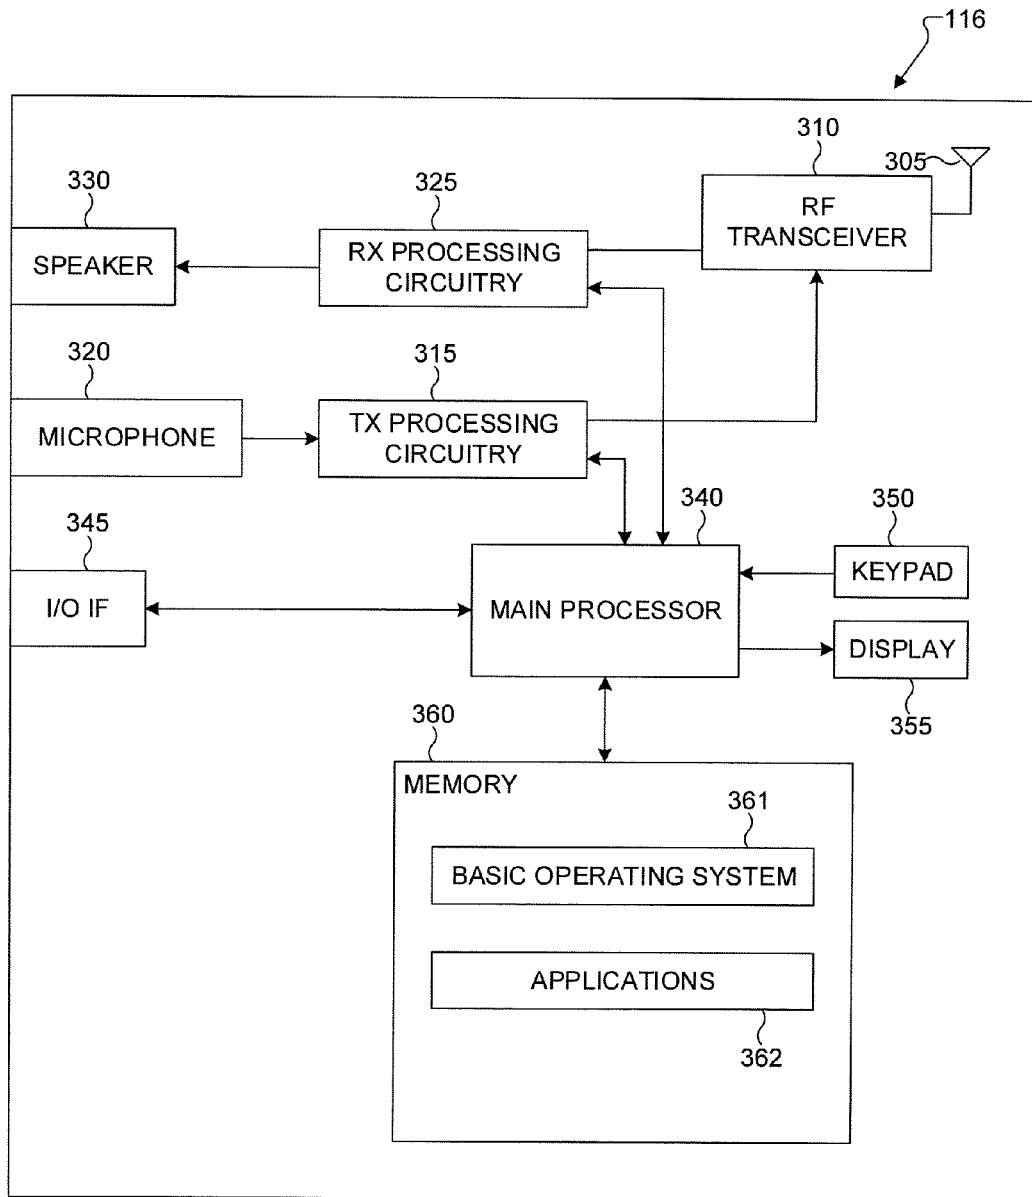 116
310
305
330
325
RF
TRANSCEIVER
SPEAKER
RX PROCESSING
CIRCUITRY
320
315
MICROPHONE
TX PROCESSING
CIRCUITRY
345
340
350
I/O IF
MAIN PROCESSOR
KEYPAD
DISPLAY
355
360
MEMORY
361
BASIC OPERATING SYSTEM
APPLICATIONS
362